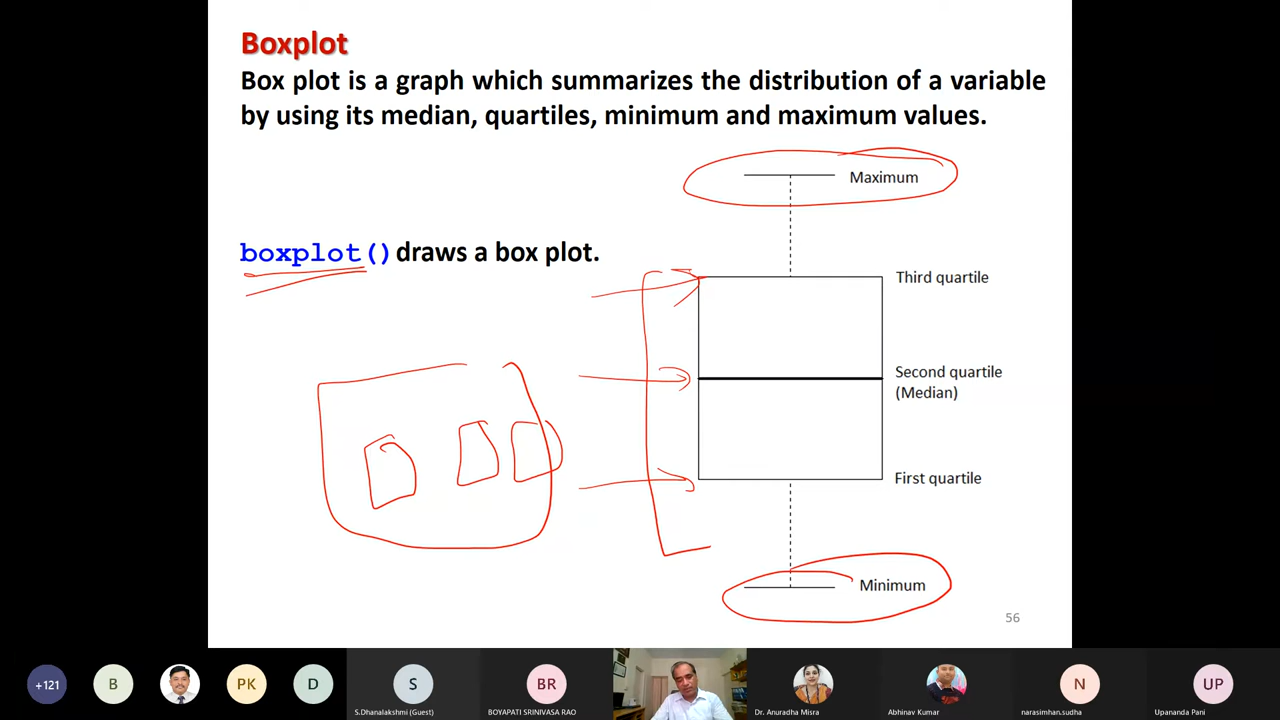 Boxplot
Box plot is a graph which summarizes the distribution of a variable
by using its median, quartiles, minimum and maximum values.
Maximum
boxplot() draws a box plot.
Third quartile
Second quartile
(Median)
First quartile
Minimum
56
+121
B
PK
D
S
BR
N
UP
S.Dhanalakshmi (Guest)
BOYAPATI SRINIVASA RAO
Dr. Anuradha Misra
Abhinav Kumar
narasimhan.sudha
Upananda Pani